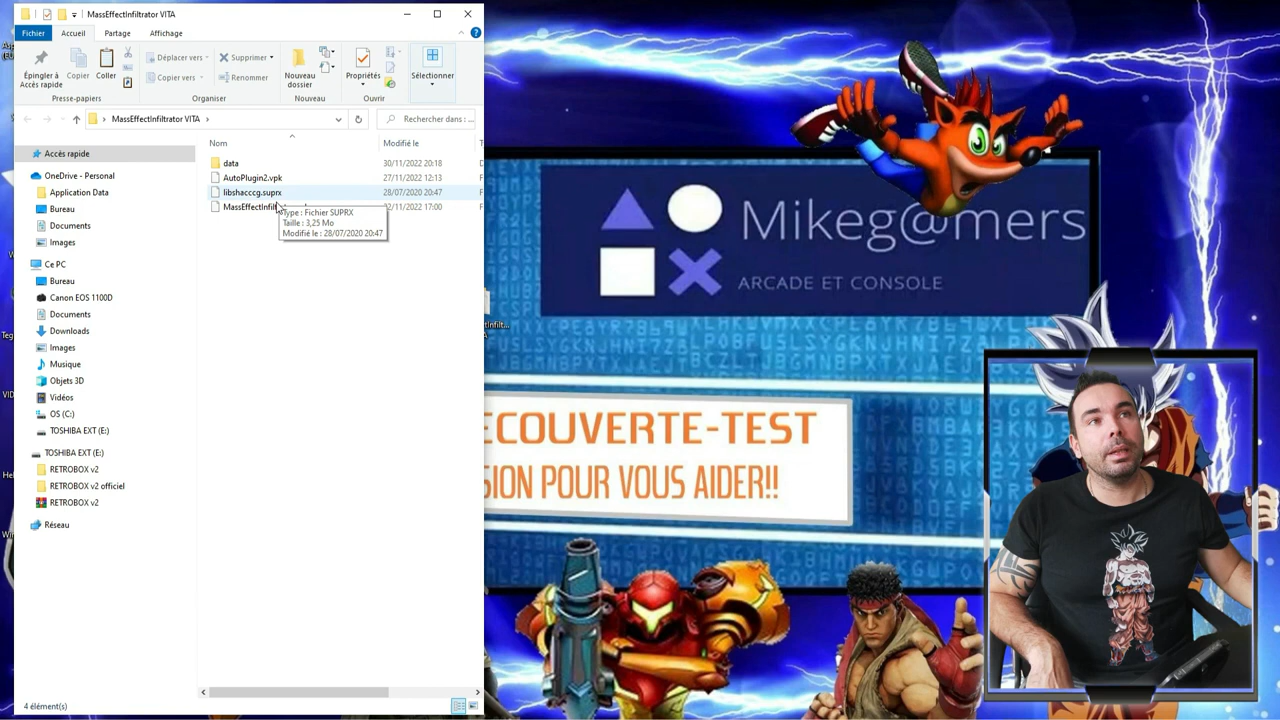 MassEffectInfiltrator VITA
Fichier
Accueil
Partage
Affichage
Épingler à
Accès rapide
Copier
Coller
Déplacer vers
Copier vers
Supprimer
Renommer
Nouveau
dossier
Propriétés
Sélectionner
Presse-papiers
Organiser
Nouveau
Ouvrir
MassEffectInfiltrator VITA
Rechercher dans : ...
Nom
Modifié le
data
30/11/2022 20:18
AutoPlugin2.vpk
27/11/2022 12:13
libshacccg.suprx
28/07/2020 20:47
MassEffectInfil
02/11/2022 17:00
Type : Fichier SUPRX
Taille : 3,25 Mo
Modifié le : 28/07/2020 20:47
Accès rapide
OneDrive - Personal
Application Data
Bureau
Documents
Images
Ce PC
Bureau
Canon EOS 1100D
Documents
Downloads
Images
Musique
Objets 3D
Vidéos
OS (C:)
TOSHIBA EXT (E:)
TOSHIBA EXT (E:)
RETROBOX v2
RETROBOX v2 officiel
RETROBOX v2
Réseau
4 élément(s)
Mikeg@mers
ARCADE ET CONSOLE
ECOUVERTE-TEST
SION POUR VOUS AIDER!!